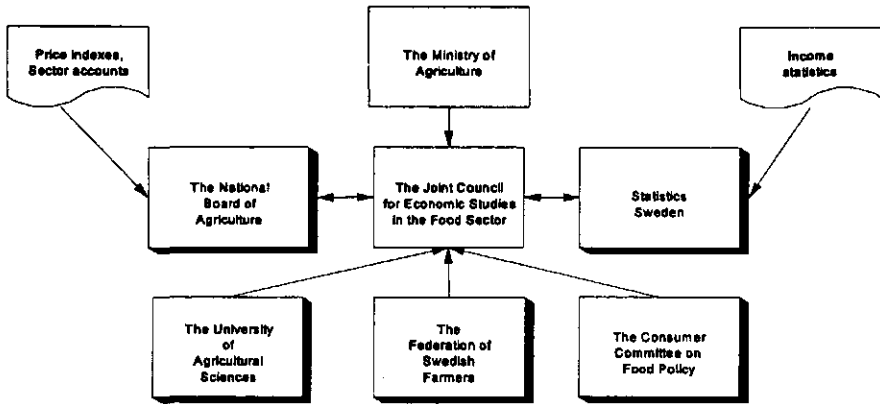 Price indexes,
Sector accounts
The Ministry of
Agriculture
Income
statistics
The National
Board of
Agriculture
The Joint Council
for Economic Studies
in the Food Sector
Statistics
Sweden
The University
of
Agricultural
Sciences
The
Federation of
Swedish
Farmers
The Consumer
Committee on
Food Policy